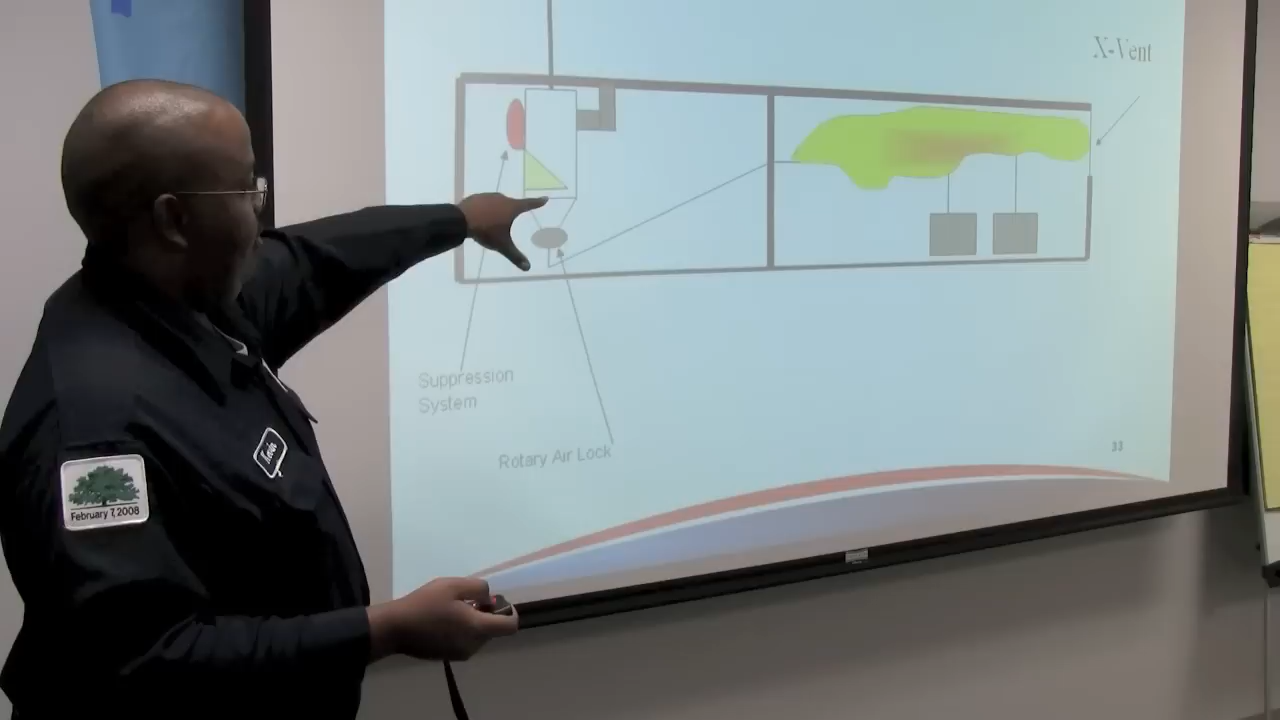 X-Vent
Suppression
System
Rotary Air Lock
33
February 7, 2008